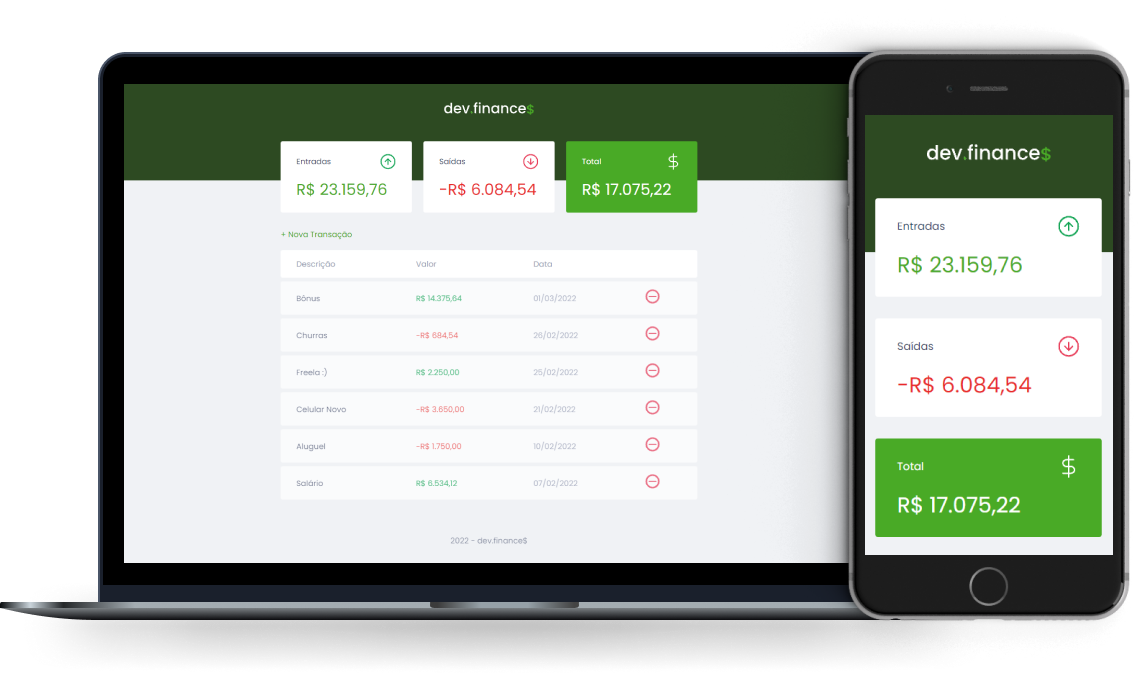 dev.finance$
Entradas
R$ 23.159,76
Saídas
-R$ 6.084,54
Total
$
R$ 17.075,22
+ Nova Transação
Descrição Valor Data
Bônus R$ 14.375,64 01/03/2022
Churras -R$ 684,54 26/02/2022
Freela :) R$ 2.250,00 25/02/2022
Celular Novo -R$ 3.650,00 21/02/2022
Aluguel -R$ 1.750,00 10/02/2022
Salário R$ 6.534,12 07/02/2022
2022 - dev.finance$
dev.finance$
Entradas
R$ 23.159,76
Saídas
-R$ 6.084,54
Total
$
R$ 17.075,22